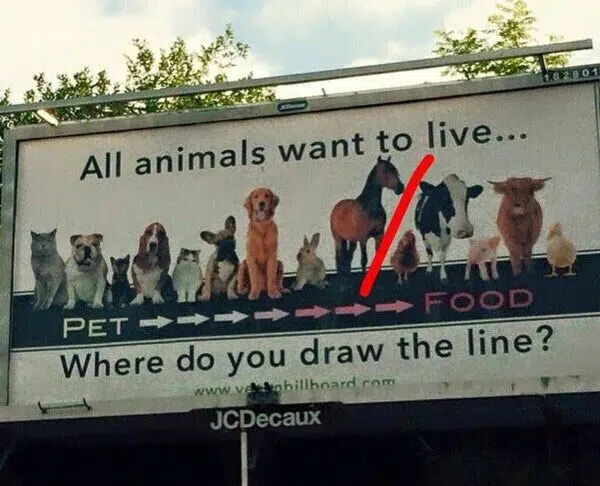 All animals want to live...
PET FOOD
Where do you draw the line?
JCDecaux